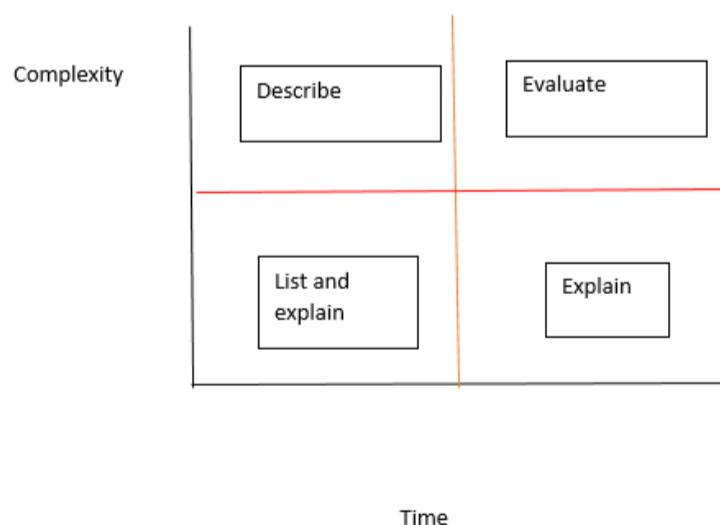 Complexity
Describe
Evaluate
List and
explain
Explain
Time